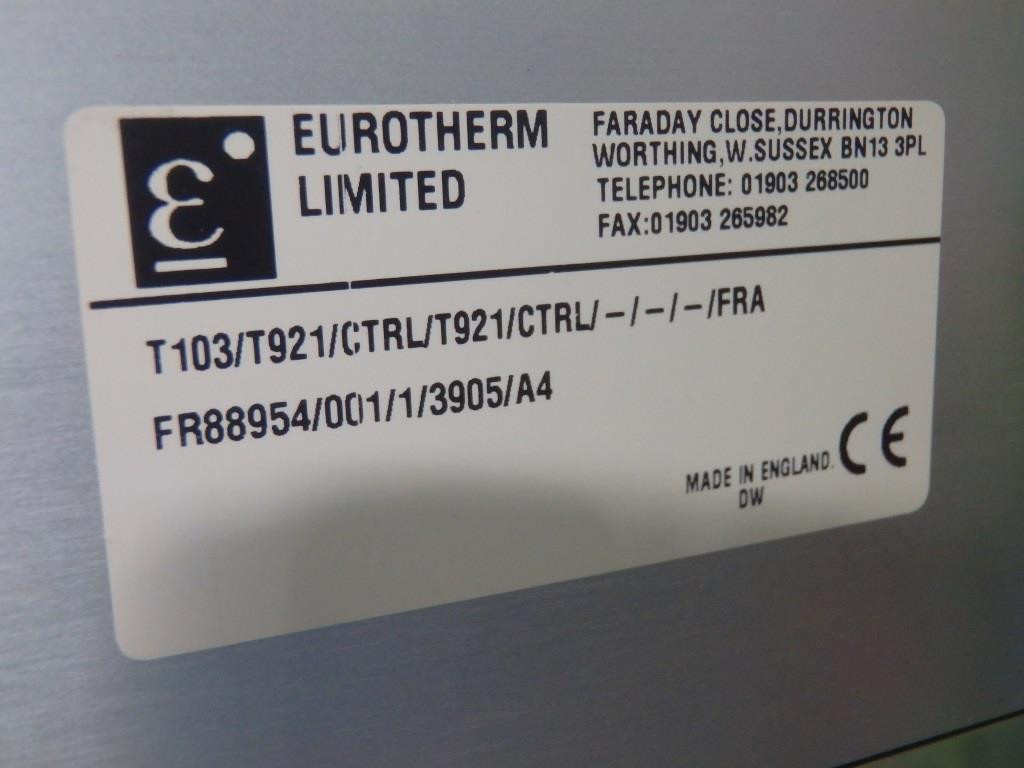 EUROTHERM
LIMITED
FARADAY CLOSE,DURRINGTON
WORTHING,W.SUSSEX BN13 3PL
TELEPHONE: 01903 268500
FAX:01903 265982
T103/T921/CTRL/T921/CTRL/-/-/-/FRA
FR88954/001/1/3905/A4
MADE IN ENGLAND.
DW
CE